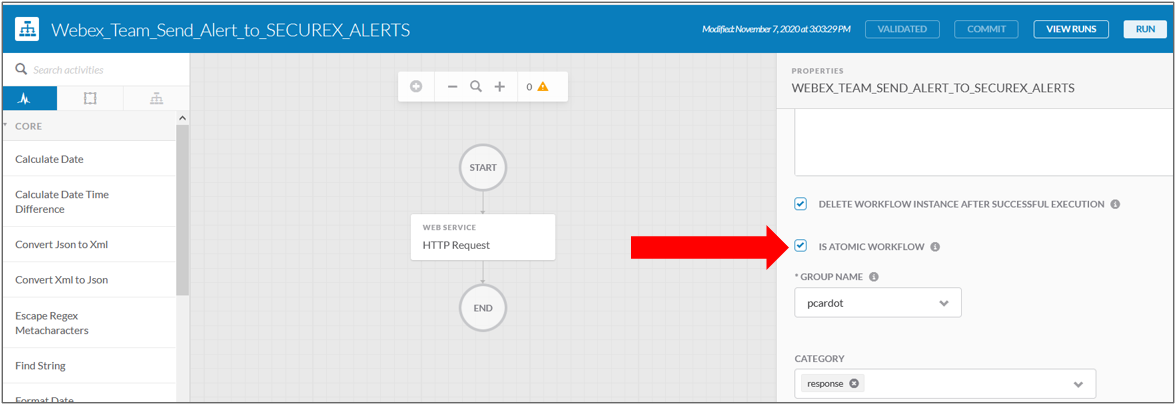 Webex_Team_Send_Alert_to_SECUREX_ALERTS
Modified: November 7, 2020 at 3:03:29 PM
VALIDATED
COMMIT
VIEW RUNS
RUN
Search activities
CORE
Calculate Date
Calculate Date Time
Difference
Convert Json to Xml
Convert Xml to Json
Escape Regex
Metacharacters
Find String
Format Date
0
START
WEB SERVICE
HTTP Request
END
PROPERTIES
WEBEX_TEAM_SEND_ALERT_TO_SECUREX_ALERTS
DELETE WORKFLOW INSTANCE AFTER SUCCESSFUL EXECUTION
IS ATOMIC WORKFLOW
* GROUP NAME
pcardot
CATEGORY
response